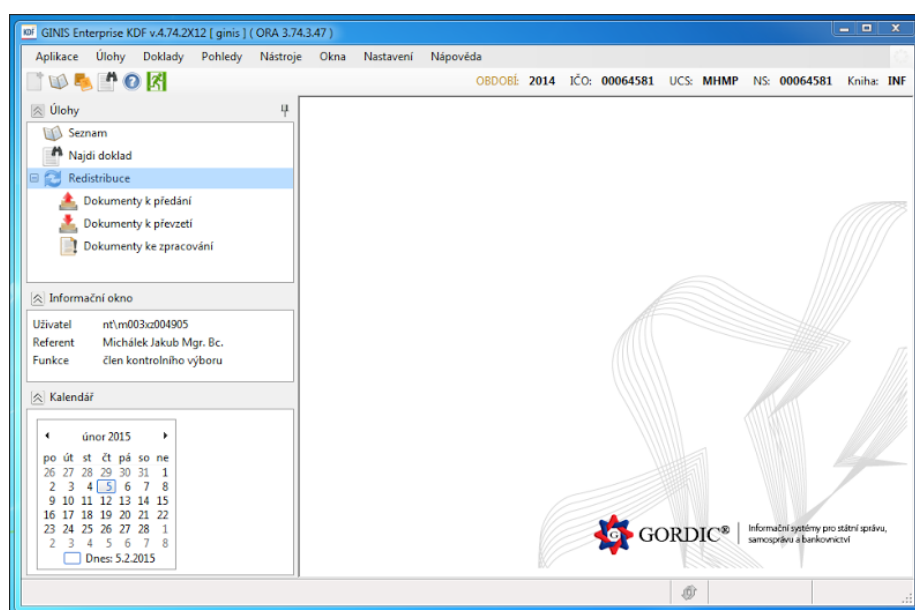 KDF GINIS Enterprise KDF v.4.74.2X12 [ ginis ] ( ORA 3.74.3.47 )
Aplikace Úlohy Doklady Pohledy Nástroje Okna Nastavení Nápověda
OBDOBÍ: 2014 IČO: 00064581 UCS: MHMP NS: 00064581 Kniha: INF
Úlohy
Seznam
Najdi doklad
Redistribuce
Dokumenty k předání
Dokumenty k převzetí
Dokumenty ke zpracování
Informační okno
Uživatel nt\m003xz004905
Referent Michálek Jakub Mgr. Bc.
Funkce člen kontrolního výboru
Kalendář
únor 2015
po út st čt pá so ne
26 27 28 29 30 31 1
2 3 4 5 6 7 8
9 10 11 12 13 14 15
16 17 18 19 20 21 22
23 24 25 26 27 28 1
2 3 4 5 6 7 8
Dnes: 5.2.2015
G GORDIC® Informační systémy pro státní správu,
samosprávu a bankovnictví